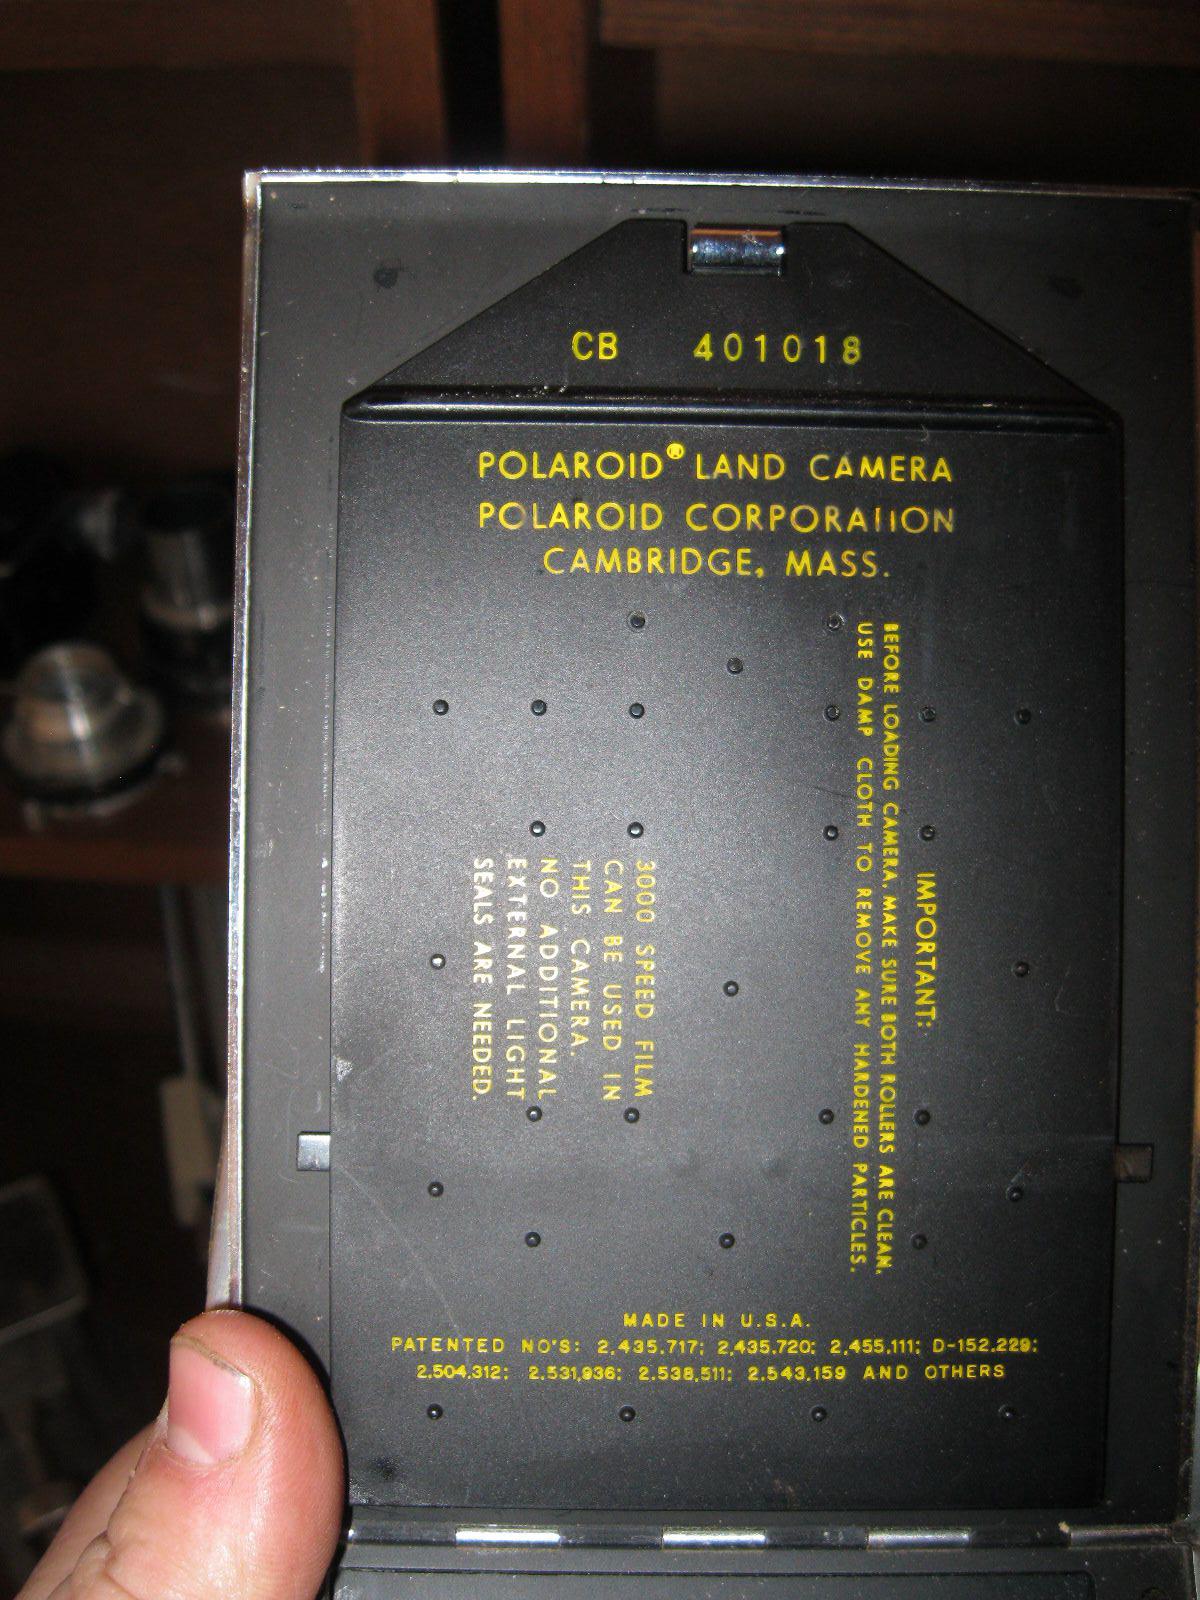 CB 401018
POLAROID® LAND CAMERA
POLAROID CORPORATION
CAMBRIDGE, MASS.
IMPORTANT:
BEFORE LOADING CAMERA, MAKE SURE BOTH ROLLERS ARE CLEAN.
USE DAMP CLOTH TO REMOVE ANY HARDENED PARTICLES.
3000 SPEED FILM
CAN BE USED IN
THIS CAMERA.
NO ADDITIONAL
EXTERNAL LIGHT
SEALS ARE NEEDED.
MADE IN U.S.A.
PATENTED NO'S: 2,435,717; 2,435,720; 2,455,111; D-152,229;
2,504,312; 2,531,936; 2,538,511; 2,543,159 AND OTHERS